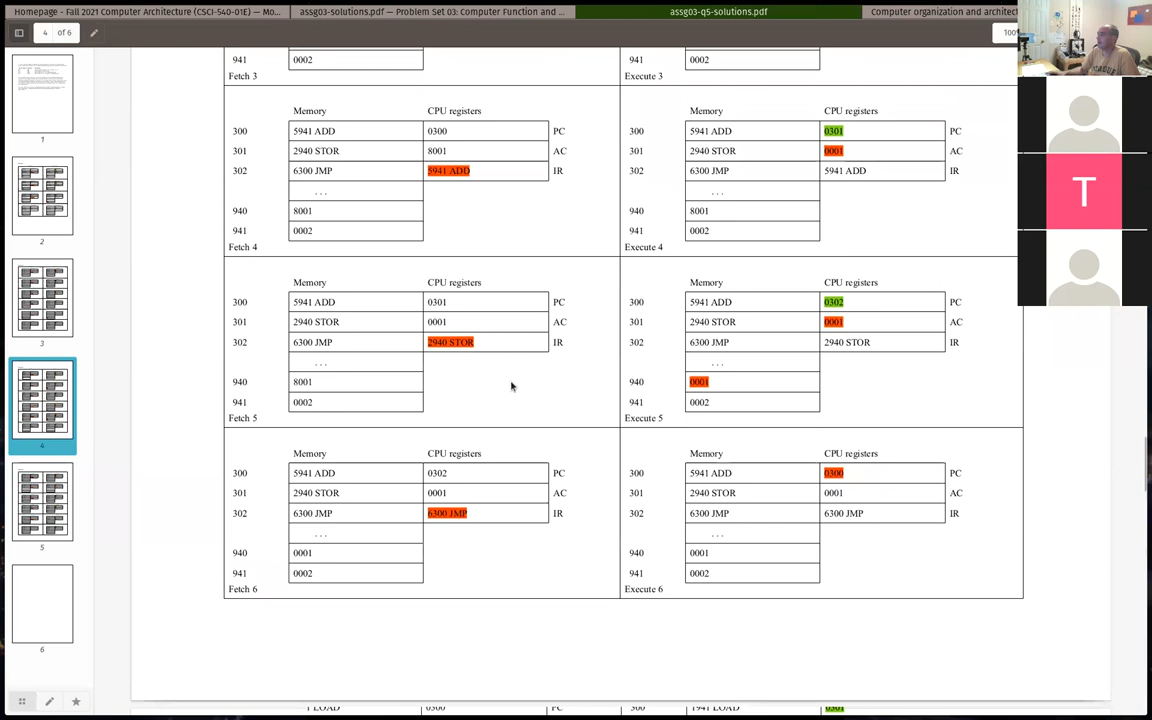 Homepage - Fall 2021 Computer Architecture (CSCI-540-01E) — Mo...
assg03-solutions.pdf — Problem Set 03: Computer Function and ...
assg03-q5-solutions.pdf
Computer organization and architect
4 of 6
100%
1
2
3
4
5
6
941 0002
Fetch 3
941 0002
Execute 3
Memory CPU registers
300 5941 ADD 0300 PC
301 2940 STOR 8001 AC
302 6300 JMP 5941 ADD IR
. . .
940 8001
941 0002
Fetch 4
Memory CPU registers
300 5941 ADD 0301 PC
301 2940 STOR 0001 AC
302 6300 JMP 5941 ADD IR
. . .
940 8001
941 0002
Execute 4
Memory CPU registers
300 5941 ADD 0301 PC
301 2940 STOR 0001 AC
302 6300 JMP 2940 STOR IR
. . .
940 8001
941 0002
Fetch 5
Memory CPU registers
300 5941 ADD 0302 PC
301 2940 STOR 0001 AC
302 6300 JMP 2940 STOR IR
. . .
940 0001
941 0002
Execute 5
Memory CPU registers
300 5941 ADD 0302 PC
301 2940 STOR 0001 AC
302 6300 JMP 6300 JMP IR
. . .
940 0001
941 0002
Fetch 6
Memory CPU registers
300 5941 ADD 0300 PC
301 2940 STOR 0001 AC
302 6300 JMP 6300 JMP IR
. . .
940 0001
941 0002
Execute 6
1 LOAD 0300 PC 300 1941 LOAD 0301 PC
T